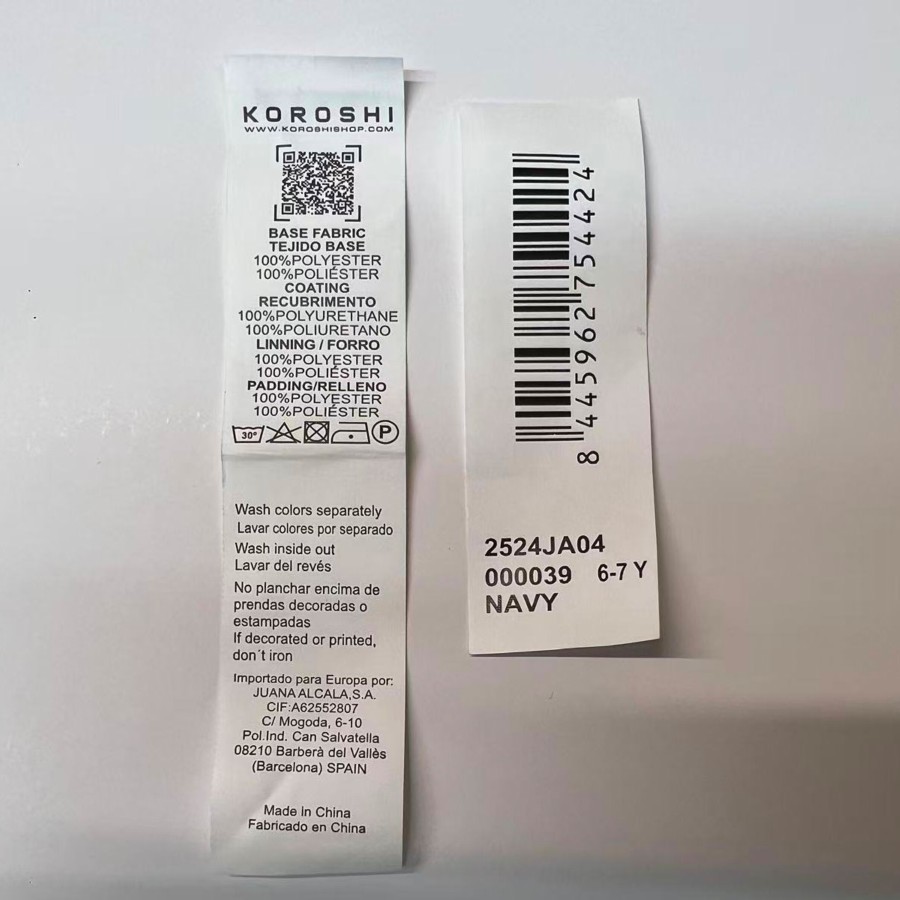 KOROSHI
WWW.KOROSHISHOP.COM
BASE FABRIC
TEJIDO BASE
100%POLYESTER
100%POLIÉSTER
COATING
RECUBRIMENTO
100%POLYURETHANE
100%POLIURETANO
LINNING / FORRO
100%POLYESTER
100%POLIÉSTER
PADDING/RELLENO
100%POLYESTER
100%POLIÉSTER
30° P
Wash colors separately
Lavar colores por separado
Wash inside out
Lavar del revés
No planchar encima de
prendas decoradas o
estampadas
If decorated or printed,
don´t iron
Importado para Europa por:
JUANA ALCALA,S.A.
CIF:A62552807
C/ Mogoda, 6-10
Pol.Ind. Can Salvatella
08210 Barberà del Vallès
(Barcelona) SPAIN
Made in China
Fabricado en China
8 445962 754424
2524JA04
000039 6-7 Y
NAVY